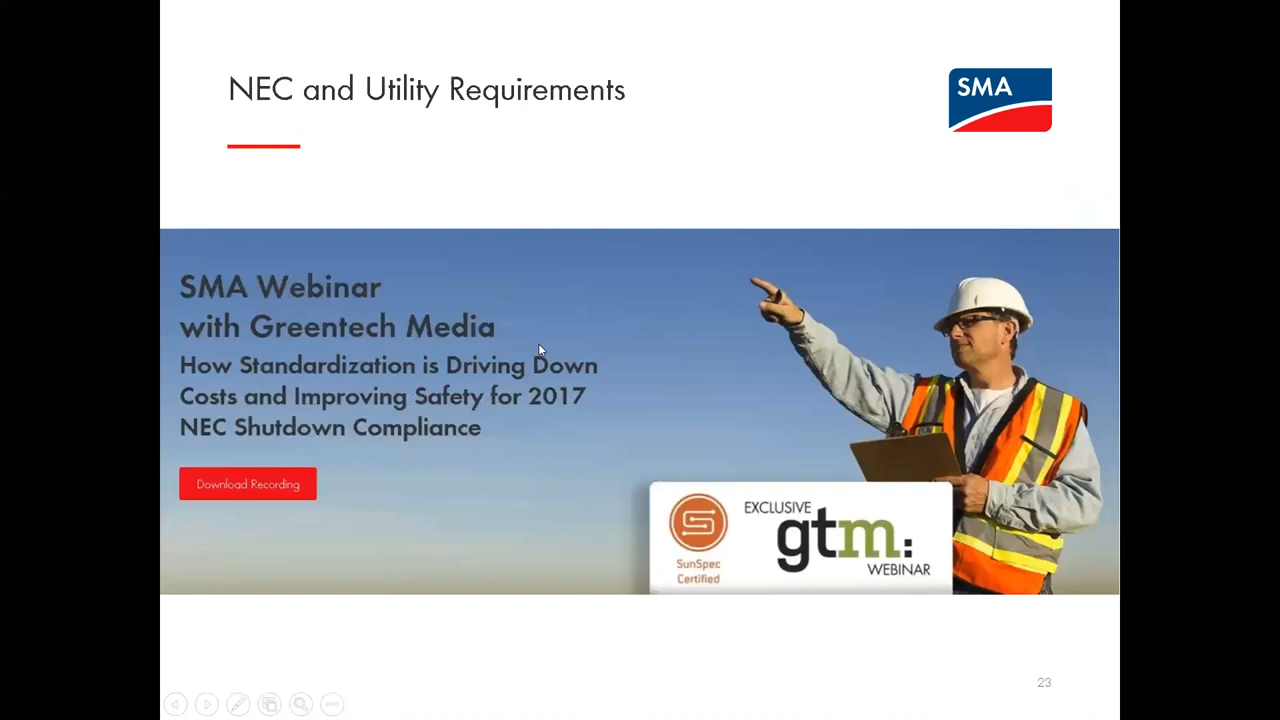 NEC and Utility Requirements
SMA
SMA Webinar
with Greentech Media
How Standardization is Driving Down
Costs and Improving Safety for 2017
NEC Shutdown Compliance
Download Recording
EXCLUSIVE
gtm:
WEBINAR
SunSpec
Certified
23